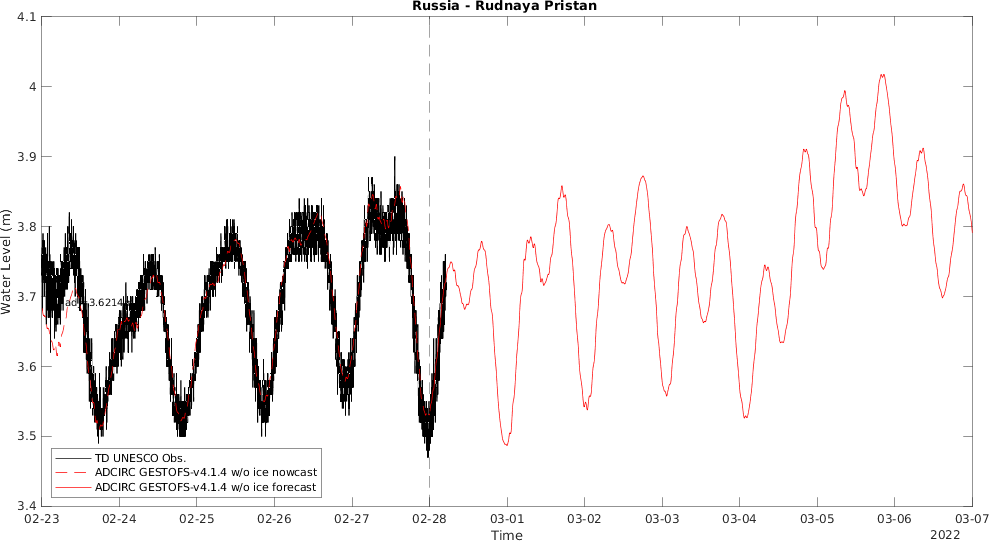 Russia - Rudnaya Pristan
Water Level (m)
4.1
4
3.9
3.8
3.7
3.6
3.5
3.4
TD UNESCO Obs.
ADCIRC GESTOFS-v4.1.4 w/o ice nowcast
ADCIRC GESTOFS-v4.1.4 w/o ice forecast
02-23 02-24 02-25 02-26 02-27 02-28 03-01 03-02 03-03 03-04 03-05 03-06 03-07
Time
2022